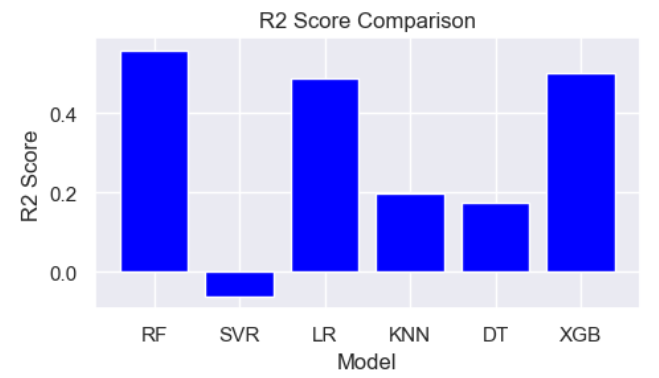 R2 Score Comparison
R2 Score
0.4
0.2
0.0
RF SVR LR KNN DT XGB
Model